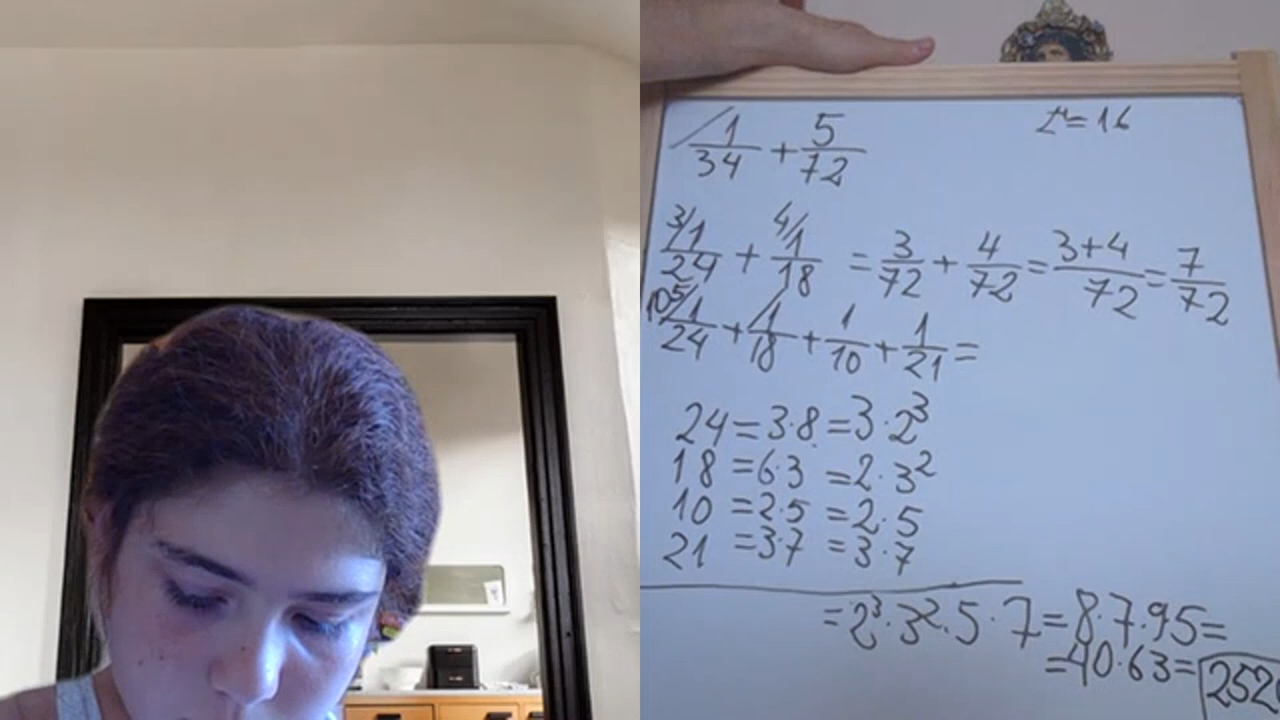 1/34 + 5/72
2⁴=16
3/ 1/24 + 4/ 1/18 = 3/72 + 4/72 = 3+4/72 = 7/72
105/ 1/24 + 1/18 + 1/10 + 1/21 =
24 = 3·8 = 3·2³
18 = 6·3 = 2·3²
10 = 2·5 = 2·5
21 = 3·7 = 3·7
= 2³·3²·5·7 = 8·7·95 =
= 40·63 = 252